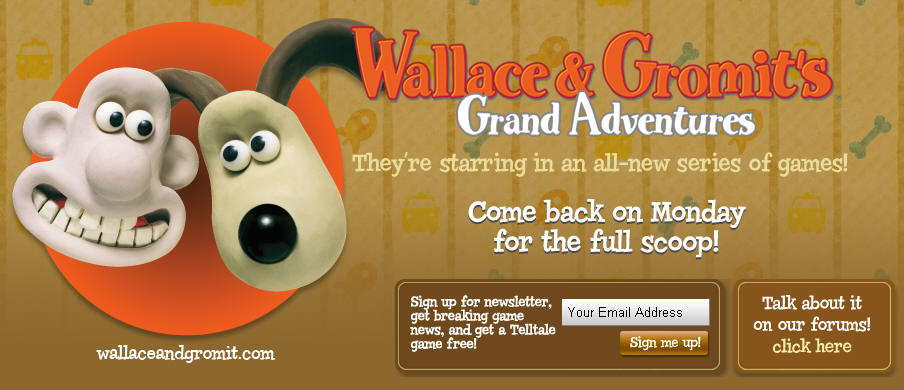 Wallace & Gromit's
Grand Adventures
They're starring in an all-new series of games!
Come back on Monday
for the full scoop!
Sign up for newsletter,
get breaking game
news, and get a Telltale
game free!
Your Email Address
Sign me up!
Talk about it
on our forums!
click here
wallaceandgromit.com